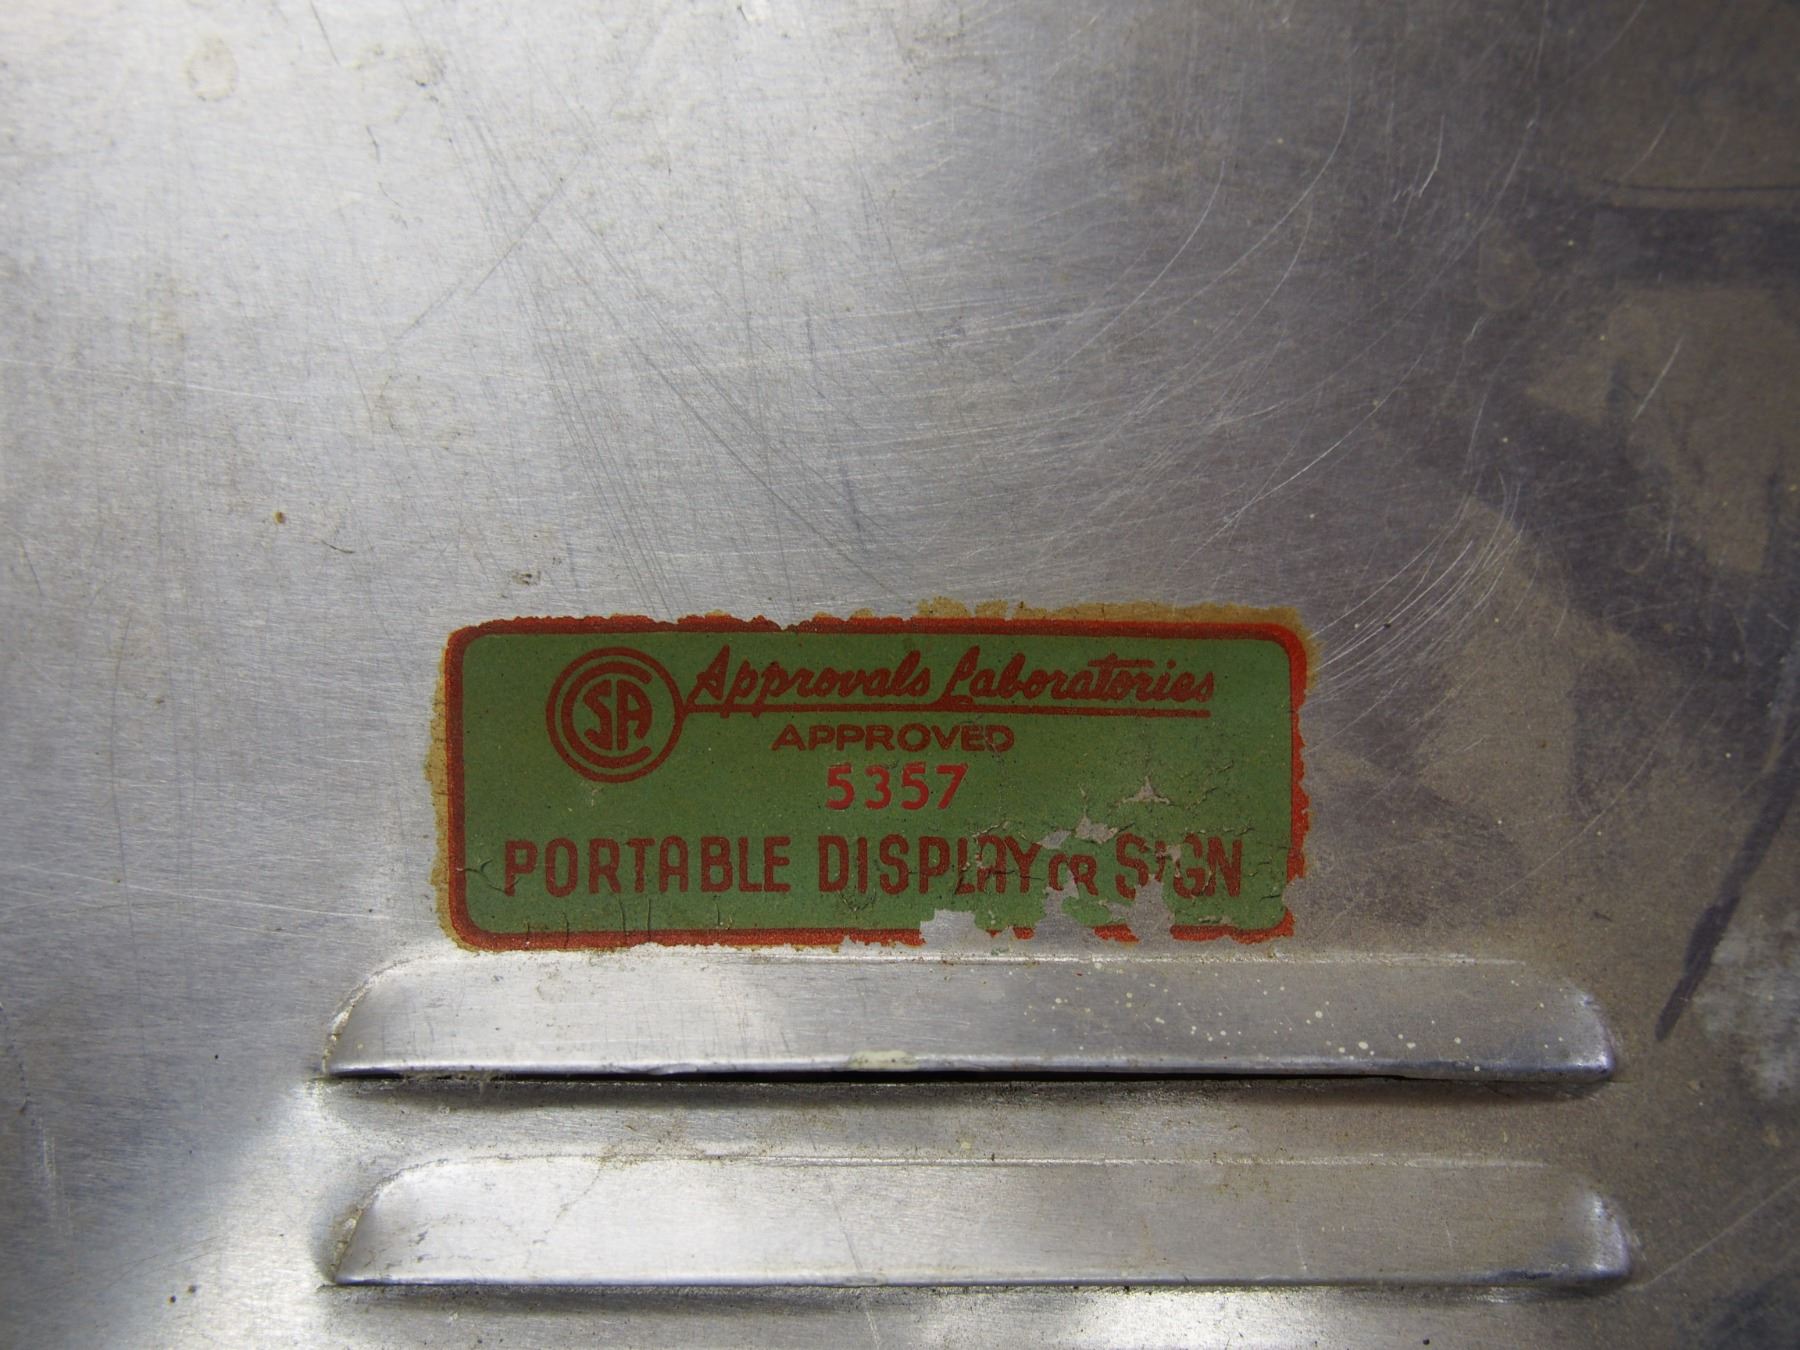 CSA Approvals Laboratories
APPROVED
5357
PORTABLE DISPLAY OR SIGN